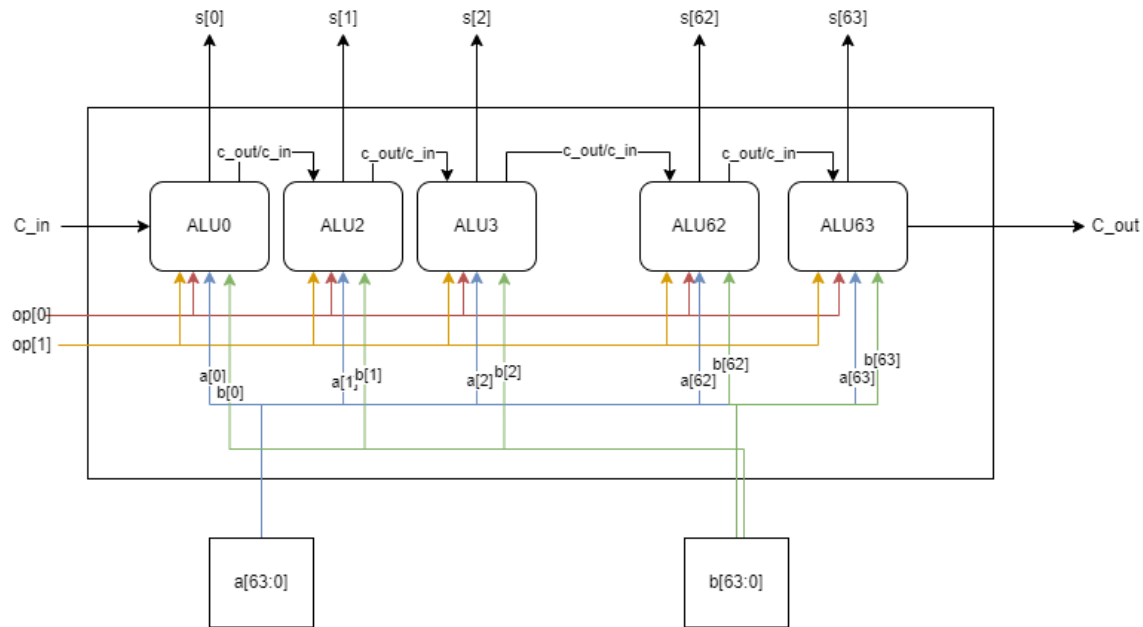 s[0]
s[1]
s[2]
s[62]
s[63]
c_out/c_in
c_out/c_in
c_out/c_in
c_out/c_in
C_in
ALU0
ALU2
ALU3
ALU62
ALU63
C_out
op[0]
op[1]
a[0]
b[0]
a[1]
b[1]
a[2]
b[2]
a[62]
b[62]
a[63]
b[63]
a[63:0]
b[63:0]